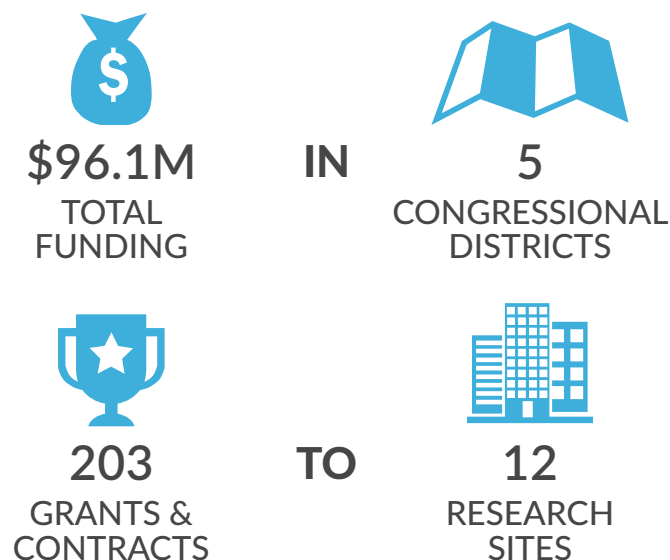 $
$96.1M IN 5
TOTAL
FUNDING
CONGRESSIONAL
DISTRICTS
203 TO 12
GRANTS &
CONTRACTS
RESEARCH
SITES